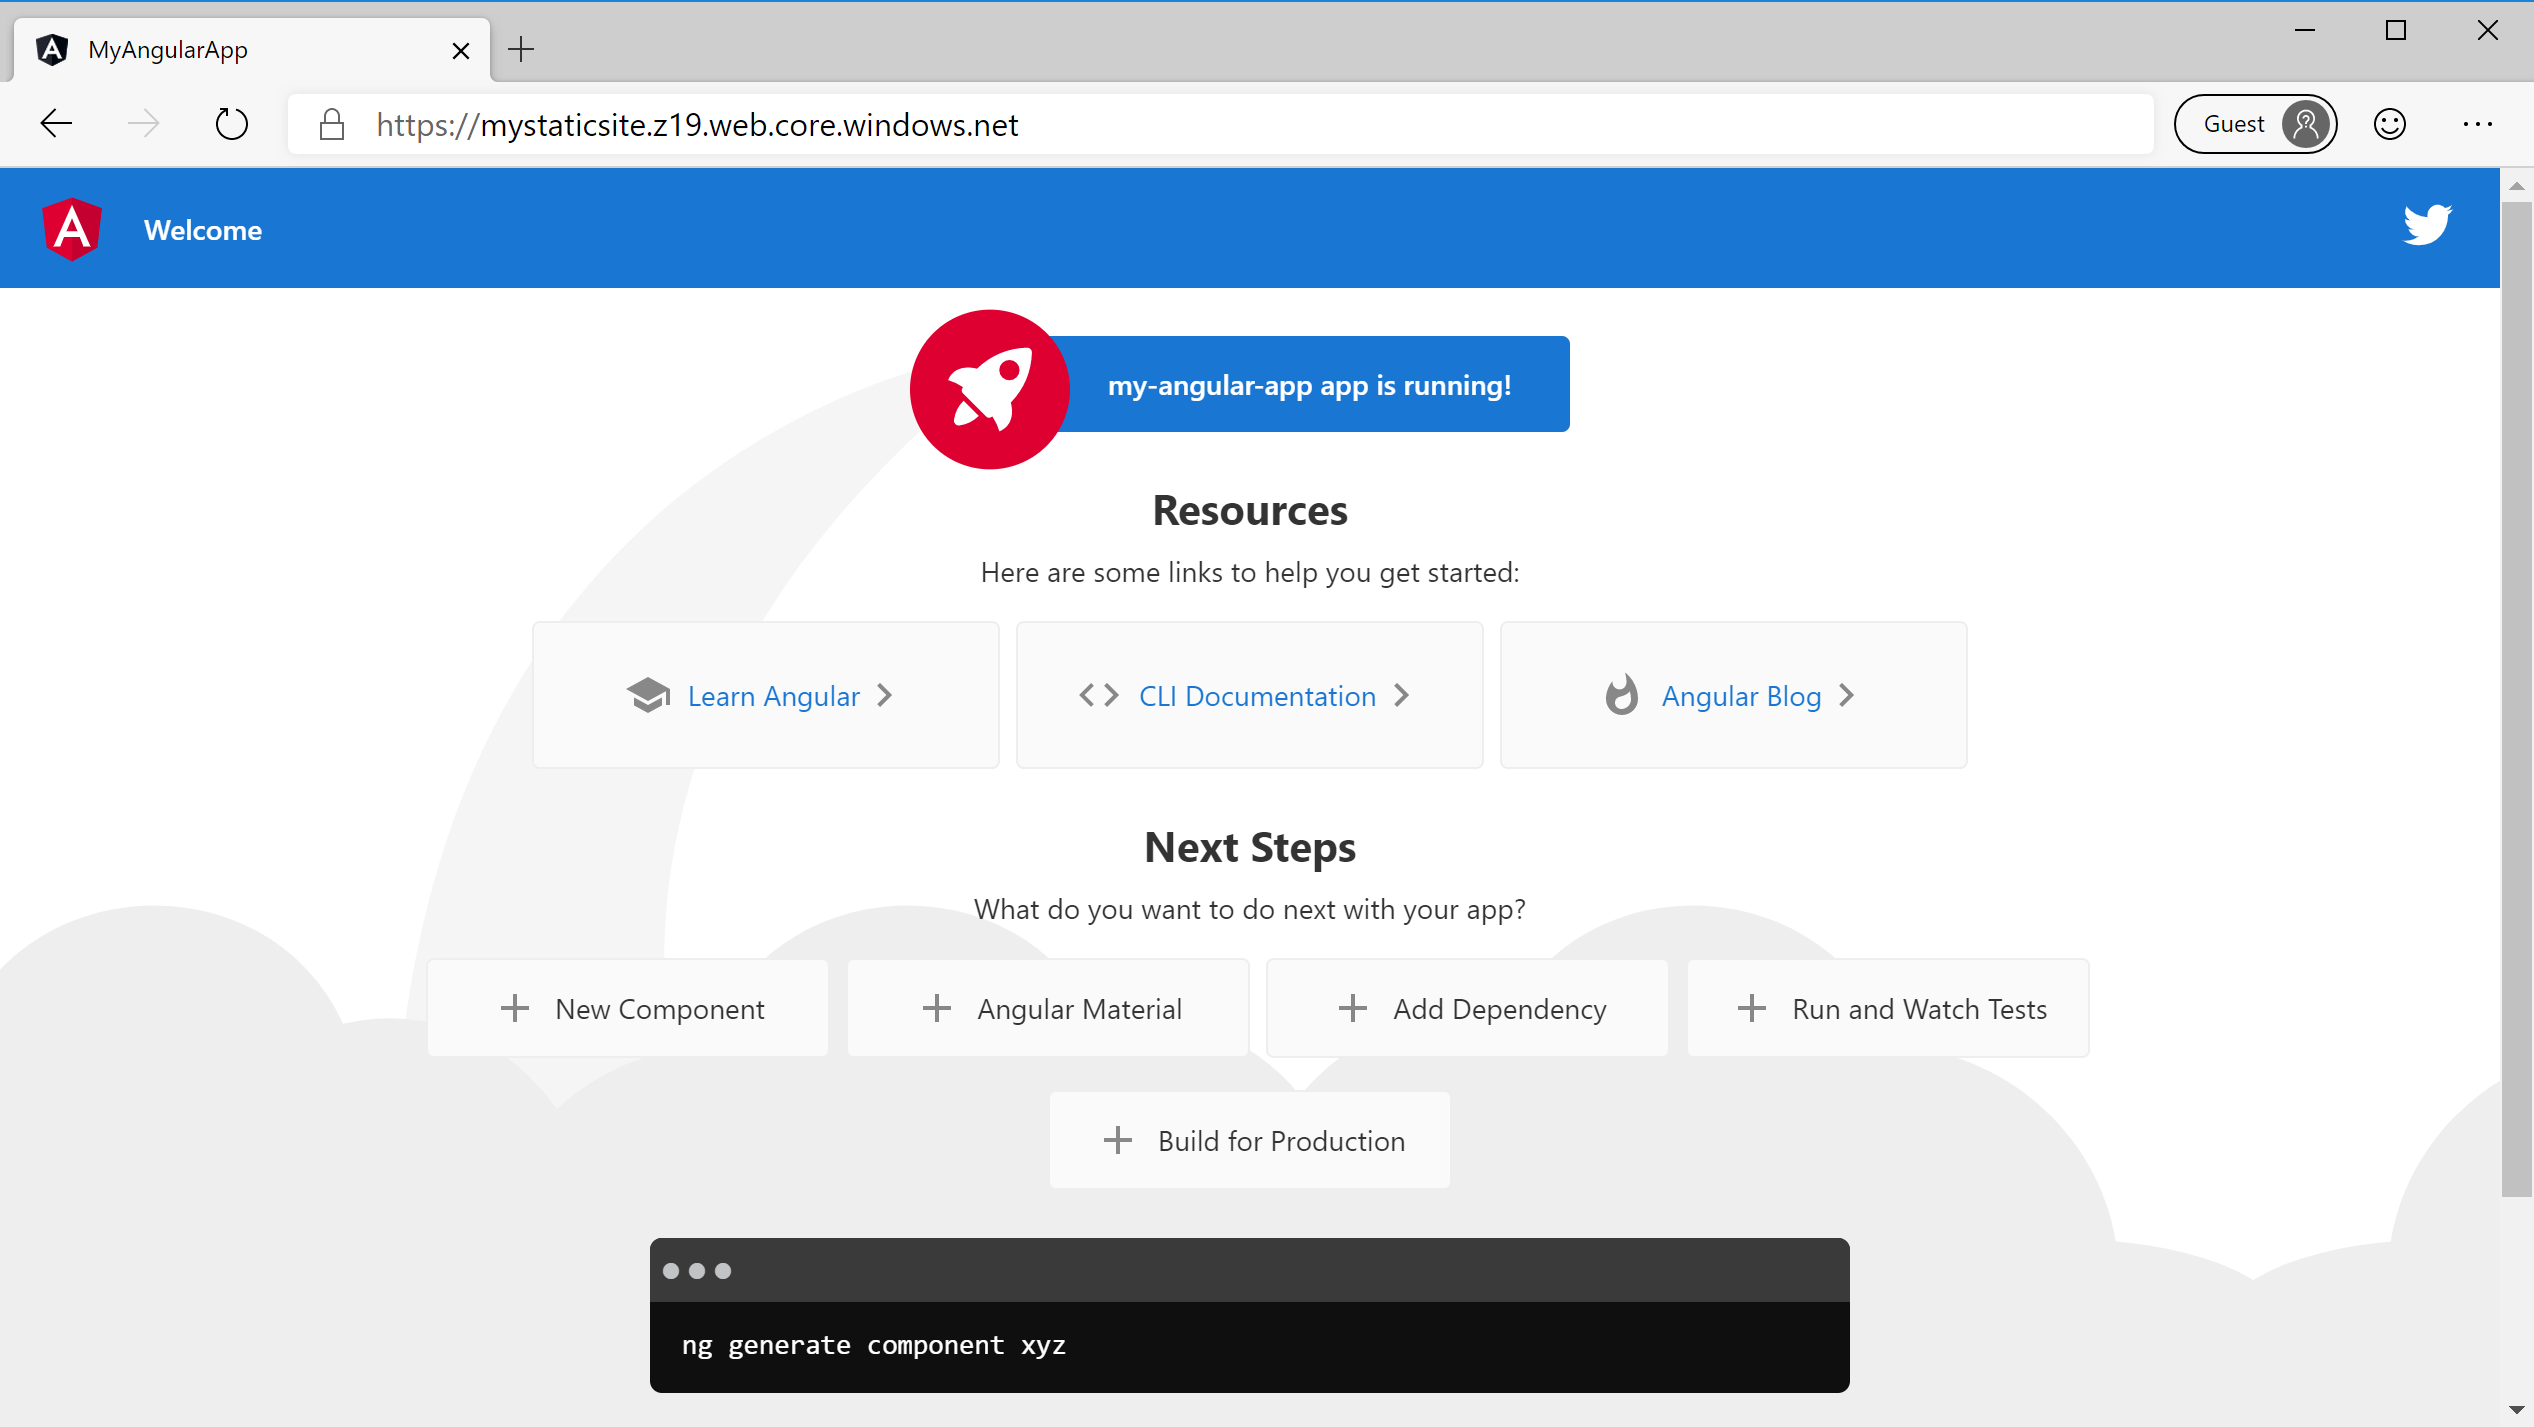 MyAngularApp
https://mystaticsite.z19.web.core.windows.net
Guest
Welcome
my-angular-app app is running!
Resources
Here are some links to help you get started:
Learn Angular
CLI Documentation
Angular Blog
Next Steps
What do you want to do next with your app?
New Component
Angular Material
Add Dependency
Run and Watch Tests
Build for Production
ng generate component xyz